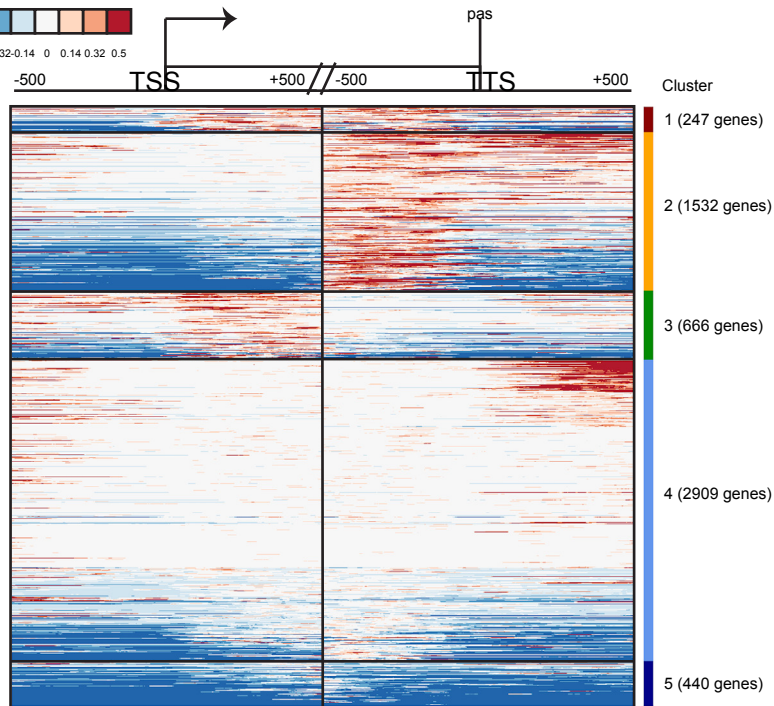 pas
32-0.14 0 0.14 0.32 0.5
-500 TSS +500 // -500 TTS +500
Cluster
1 (247 genes)
2 (1532 genes)
3 (666 genes)
4 (2909 genes)
5 (440 genes)